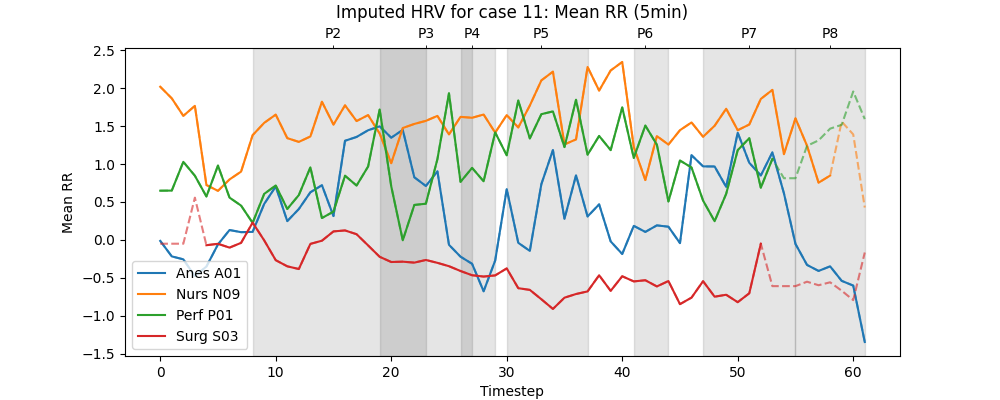 Imputed HRV for case 11: Mean RR (5min)
P2 P3 P4 P5 P6 P7 P8
2.5
2.0
1.5
1.0
0.5
0.0
−0.5
−1.0
−1.5
Mean RR
Anes A01
Nurs N09
Perf P01
Surg S03
0 10 20 30 40 50 60
Timestep